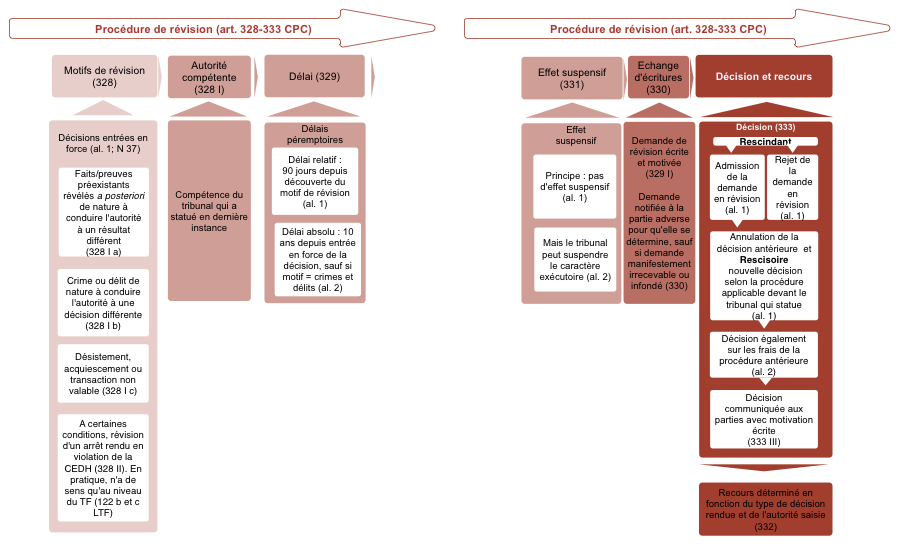 Procédure de révision (art. 328-333 CPC)
Motifs de révision
(328)
Autorité
compétente
(328 I)
Délai
(329)
Décisions entrées en
force (al. 1; N 37)
Faits/preuves
préexistants
révélés a posteriori
de nature à
conduire l'autorité
à un résultat
différent
(328 I a)
Crime ou délit de
nature à conduire
l'autorité à une
décision différente
(328 I b)
Désistement,
acquiescement ou
transaction non
valable (328 I c)
A certaines
conditions, révision
d'un arrêt rendu en
violation de la
CEDH (328 II). En
pratique, n'a de
sens qu'au niveau
du TF (122 b et c
LTF)
Compétence du
tribunal qui a
statué en dernière
instance
Délais
péremptoires
Délai relatif :
90 jours depuis
découverte du
motif de révision
(al. 1)
Délai absolu : 10
ans depuis entrée
en force de la
décision, sauf si
motif = crimes et
délits (al. 2)
Procédure de révision (art. 328-333 CPC)
Effet suspensif
(331)
Echange
d'écritures
(330)
Décision et recours
Effet
suspensif
Principe : pas
d'effet suspensif
(al. 1)
Mais le tribunal
peut suspendre
le caractère
exécutoire (al. 2)
Demande de
révision écrite
et motivée
(329 I)
Demande
notifiée à la
partie adverse
pour qu'elle se
détermine, sauf
si demande
manifestement
irrecevable ou
infondé (330)
Décision (333)
Rescindant
Admission
de la
demande
en révision
(al. 1)
Rejet de
la
demande
en
révision
(al. 1)
Annulation de la
décision antérieure et
Rescisoire
nouvelle décision
selon la procédure
applicable devant le
tribunal qui statue
(al. 1)
Décision également
sur les frais de la
procédure antérieure
(al. 2)
Décision
communiquée aux
parties avec motivation
écrite
(333 III)
Recours déterminé en
fonction du type de décision
rendue et de l'autorité saisie
(332)